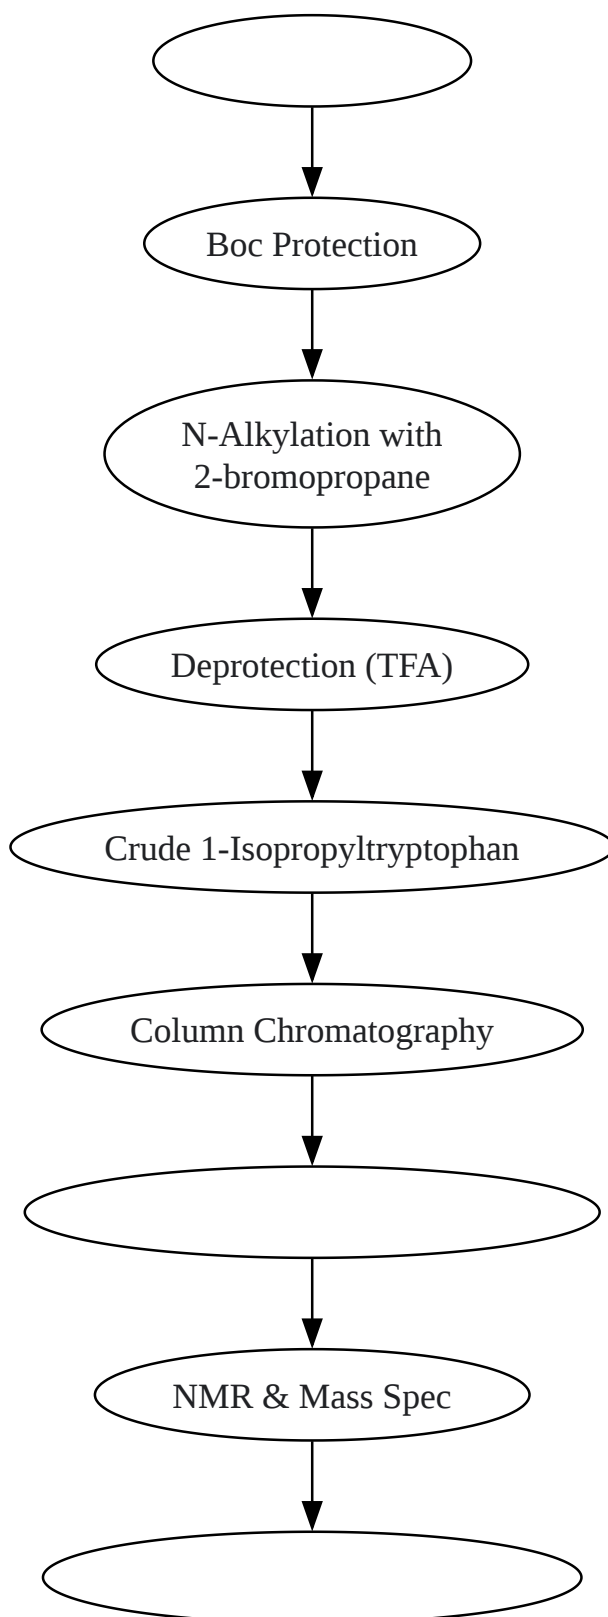 Boc Protection
N-Alkylation with
2-bromopropane
Deprotection (TFA)
Crude 1-Isopropyltryptophan
Column Chromatography
NMR & Mass Spec